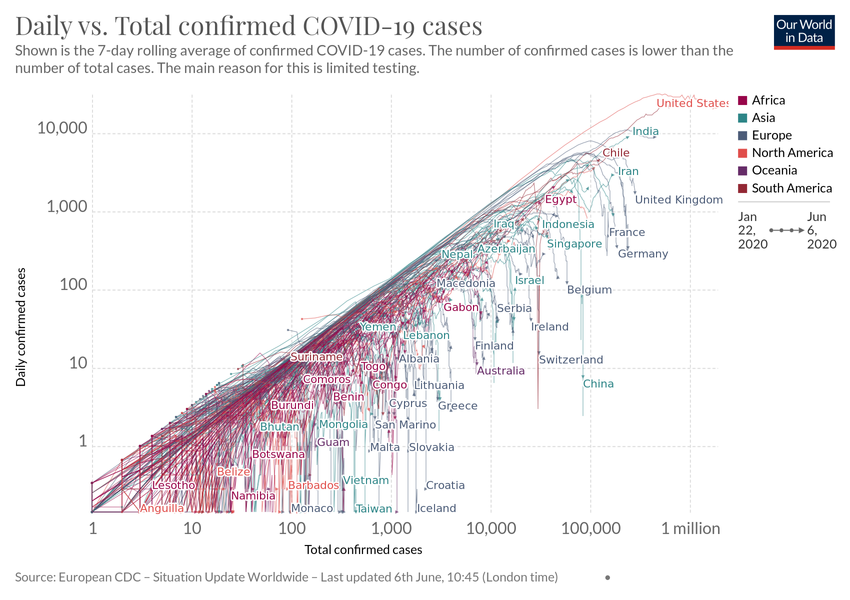 Daily vs. Total confirmed COVID-19 cases
Our World
in Data
Shown is the 7-day rolling average of confirmed COVID-19 cases. The number of confirmed cases is lower than the
number of total cases. The main reason for this is limited testing.
United States
Africa
Asia
Europe
North America
Oceania
South America
Jan
22,
2020
Jun
6,
2020
10,000
India
Chile
Iran
1,000
Egypt
United Kingdom
Iraq
Indonesia
France
Azerbaijan
Singapore
Nepal
Germany
100
Macedonia
Israel
Belgium
Gabon
Serbia
Yemen
Lebanon
Ireland
Finland
Suriname
Albania
Switzerland
10
Togo
Australia
Comoros
Congo
Lithuania
China
Benin
Burundi
Cyprus
Greece
Bhutan
Mongolia
San Marino
1
Guam
Malta
Slovakia
Botswana
Belize
Lesotho
Barbados
Vietnam
Croatia
Namibia
Anguilla
Monaco
Taiwan
Iceland
Daily confirmed cases
1
10
100
1,000
10,000
100,000
1 million
Total confirmed cases
Source: European CDC – Situation Update Worldwide – Last updated 6th June, 10:45 (London time)